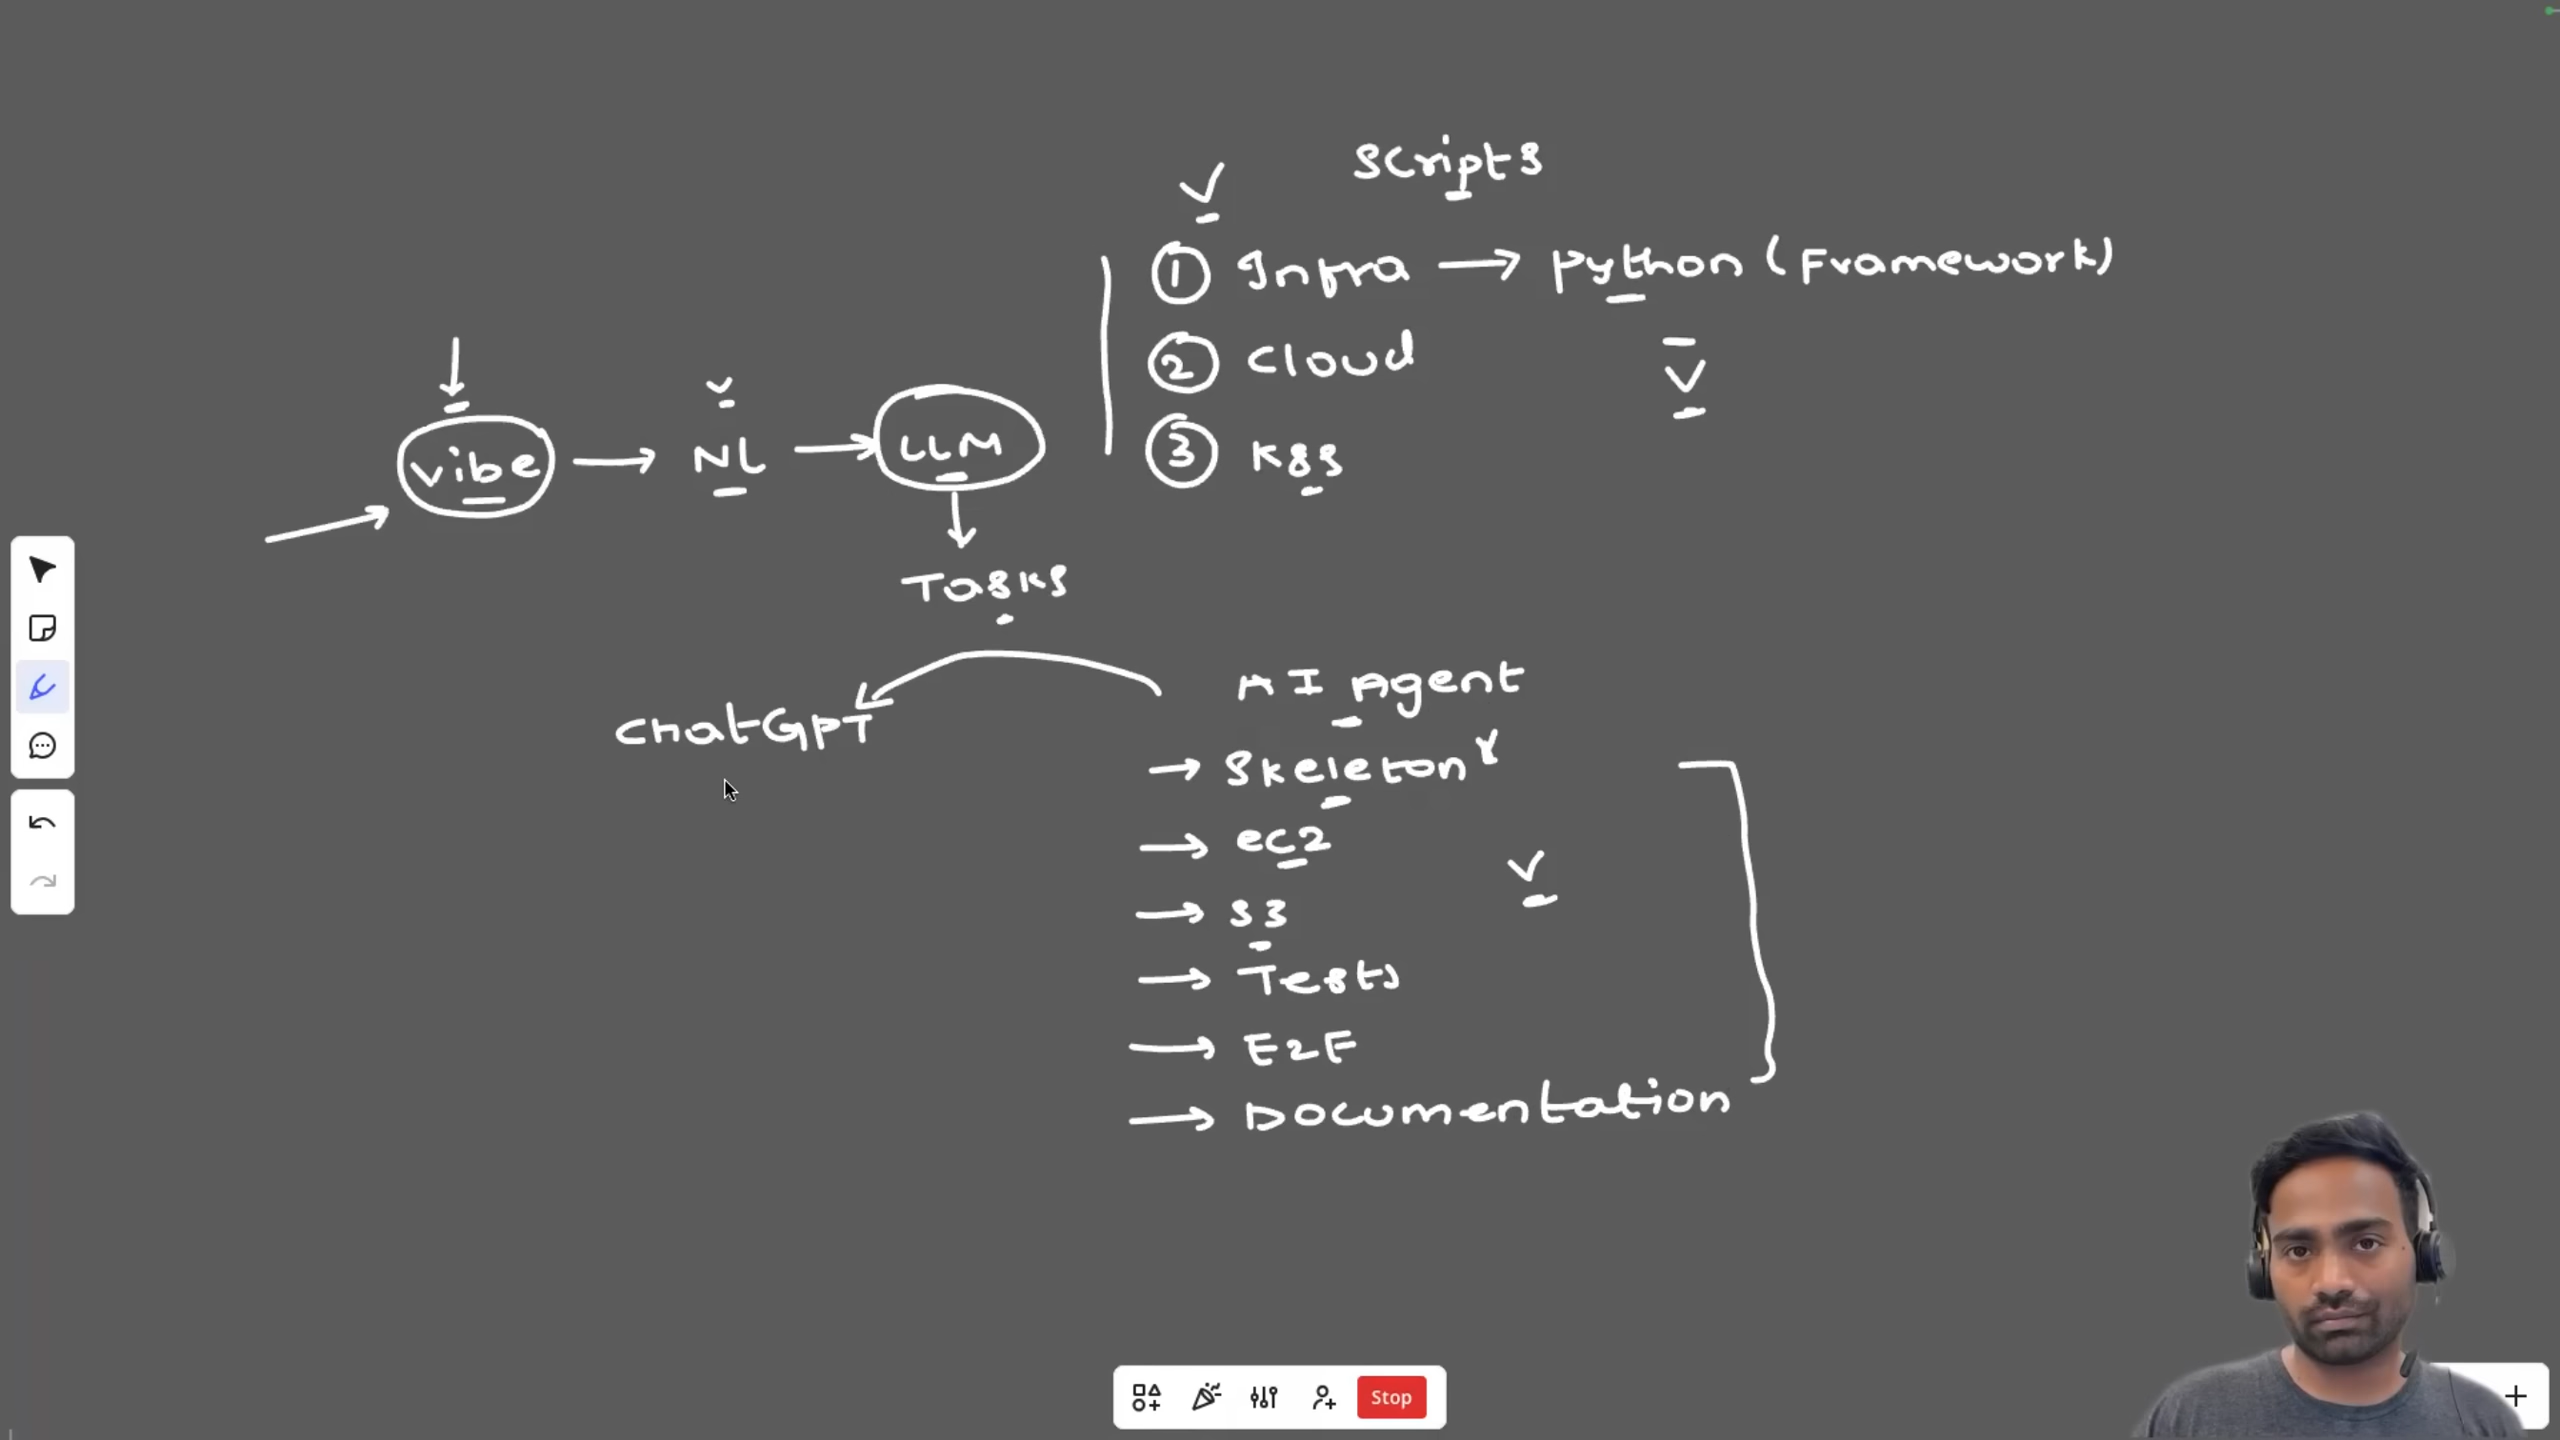 Scripts
① Infra → python (Framework)
② Cloud
③ K8s
vibe → NL → LLM
Tasks
ChatGPT
AI Agent
→ Skeleton
→ eC2
→ S3
→ Tests
→ E2E
→ Documentation
Stop